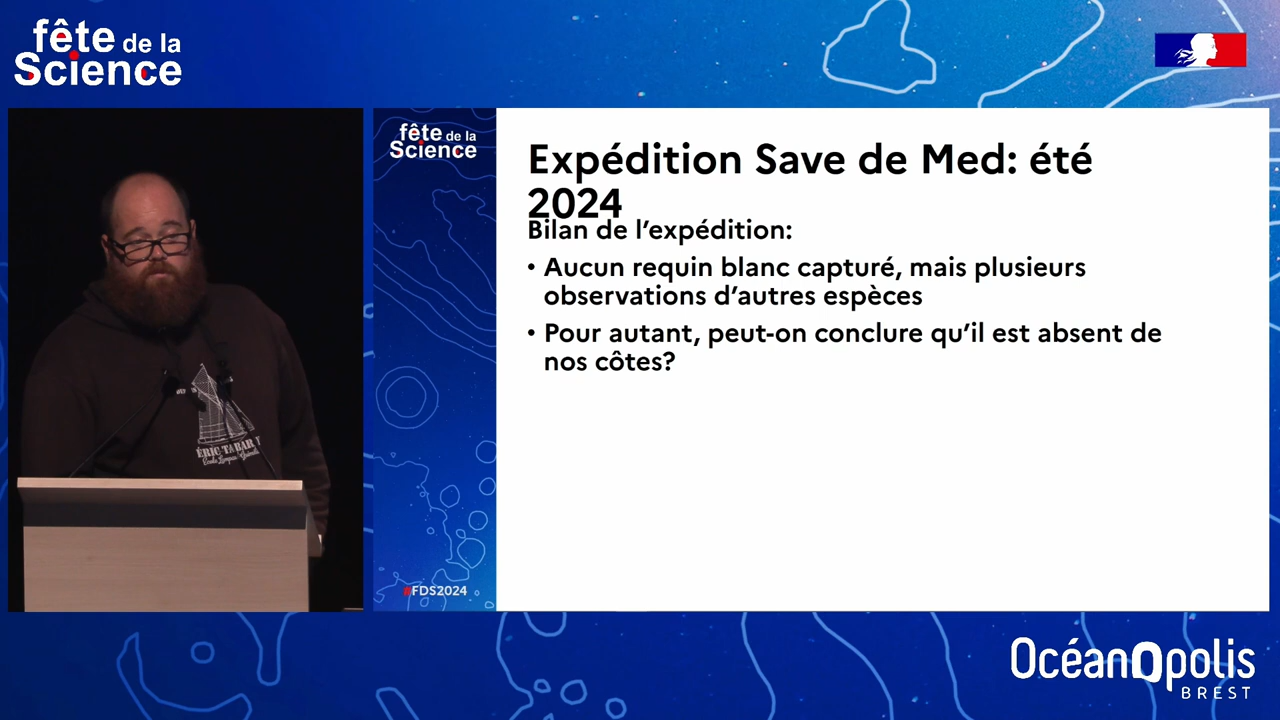 fête de la
Science
fête de la
Science
Expédition Save de Med: été
2024
Bilan de l’expédition:
• Aucun requin blanc capturé, mais plusieurs
observations d’autres espèces
• Pour autant, peut-on conclure qu’il est absent de
nos côtes?
#FDS2024
OcéanOpolis
BREST